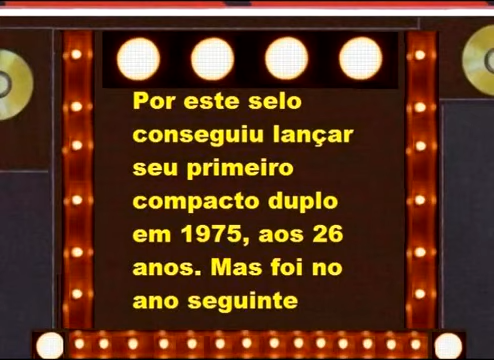 Por este selo
conseguiu lançar
seu primeiro
compacto duplo
em 1975, aos 26
anos. Mas foi no
ano seguinte